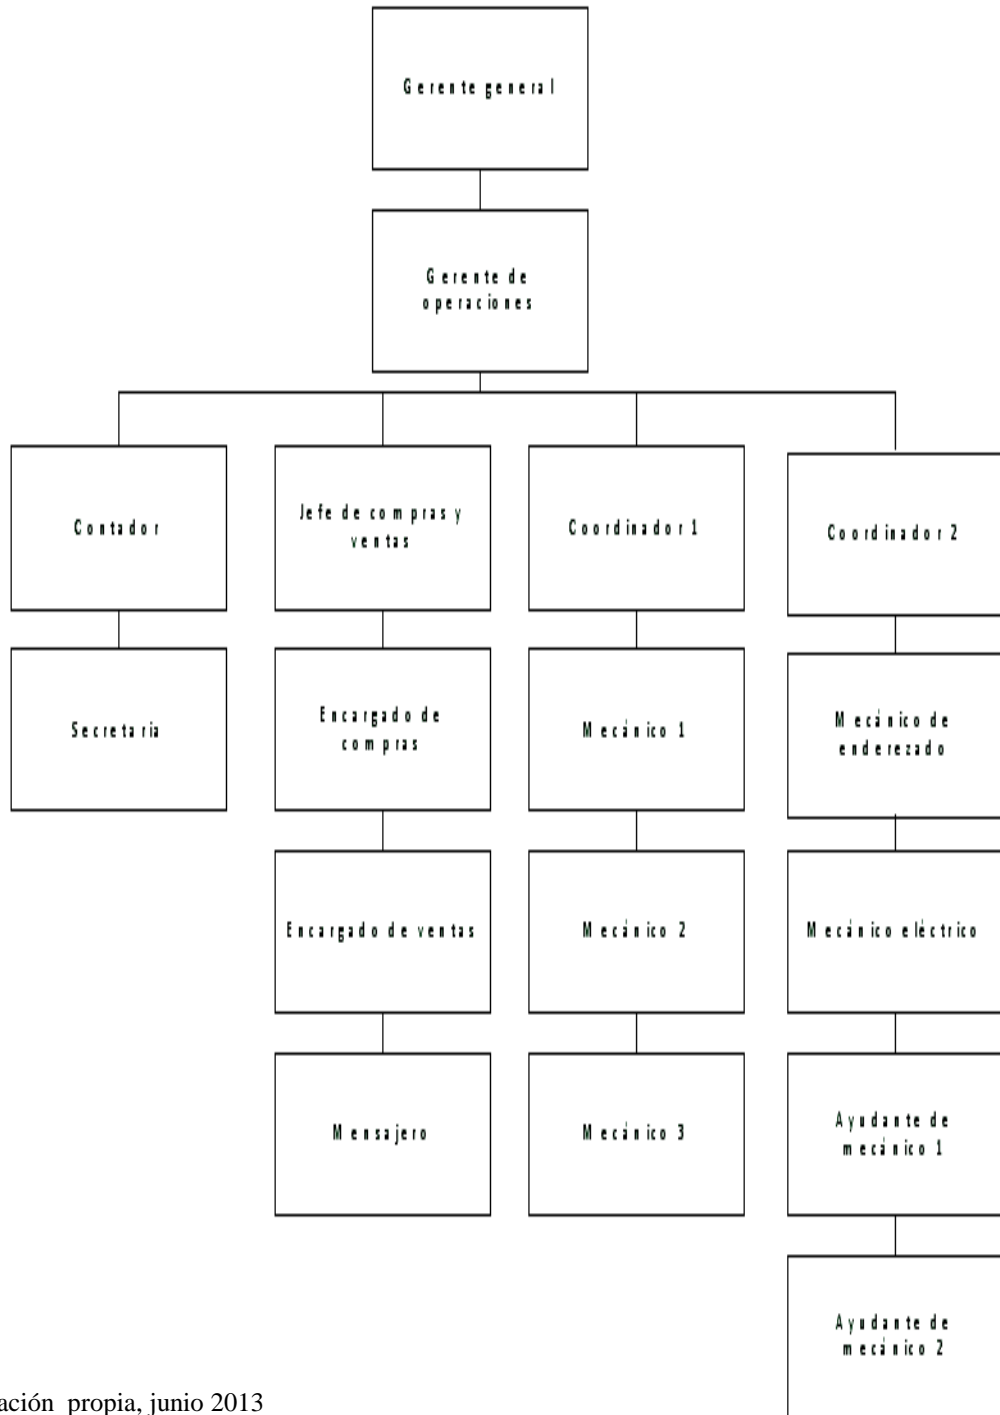 Gerente general
Gerente de
operaciones
Contador
Jefe de compras y
ventas
Coordinador 1
Coordinador 2
Secretaria
Encargado de
compras
Mecánico 1
Mecánico de
enderezado
Encargado de ventas
Mecánico 2
Mecánico eléctrico
Mensajero
Mecánico 3
Ayudante de
mecánico 1
Ayudante de
mecánico 2
ación propia, junio 2013